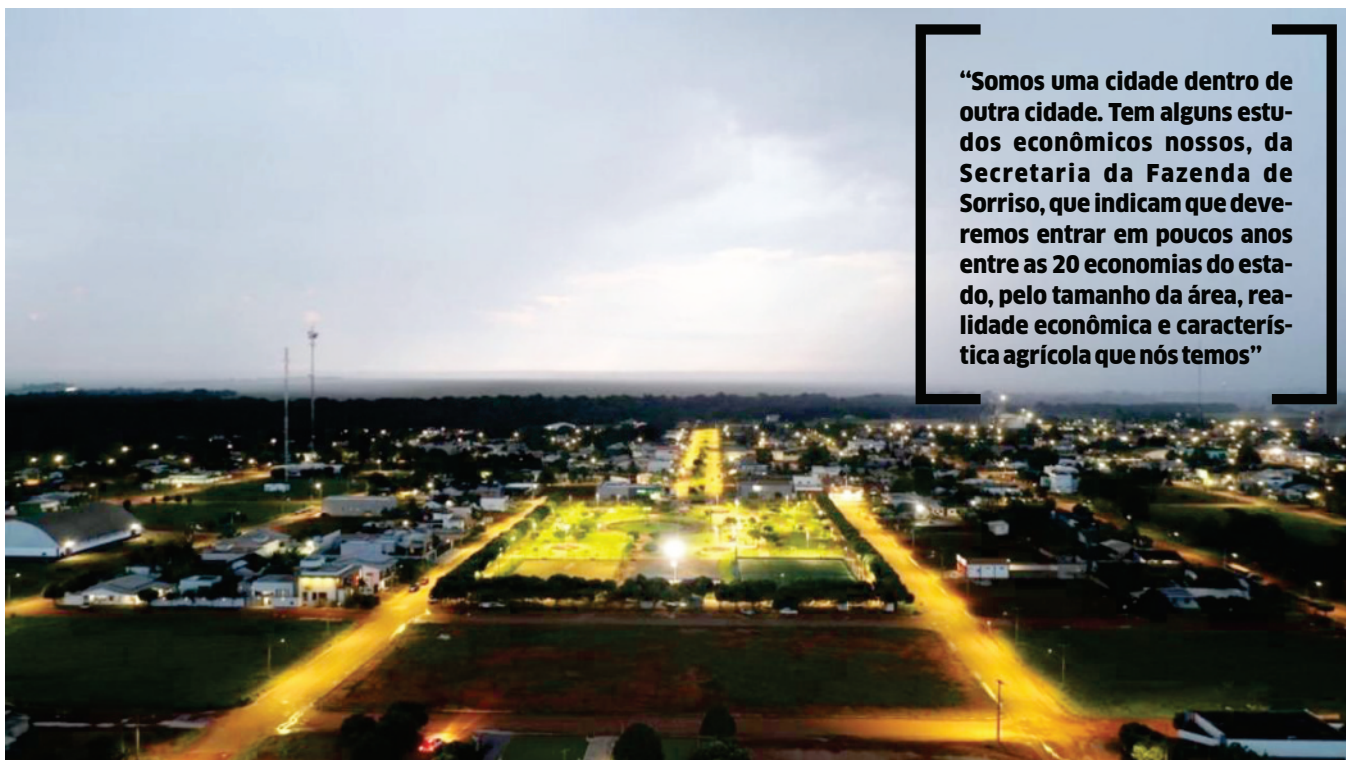 “Somos uma cidade dentro de
outra cidade. Tem alguns estu-
dos econômicos nossos, da
Secretaria da Fazenda de
Sorriso, que indicam que deve-
remos entrar em poucos anos
entre as 20 economias do esta-
do, pelo tamanho da área, rea-
lidade econômica e caracterís-
tica agrícola que nós temos”